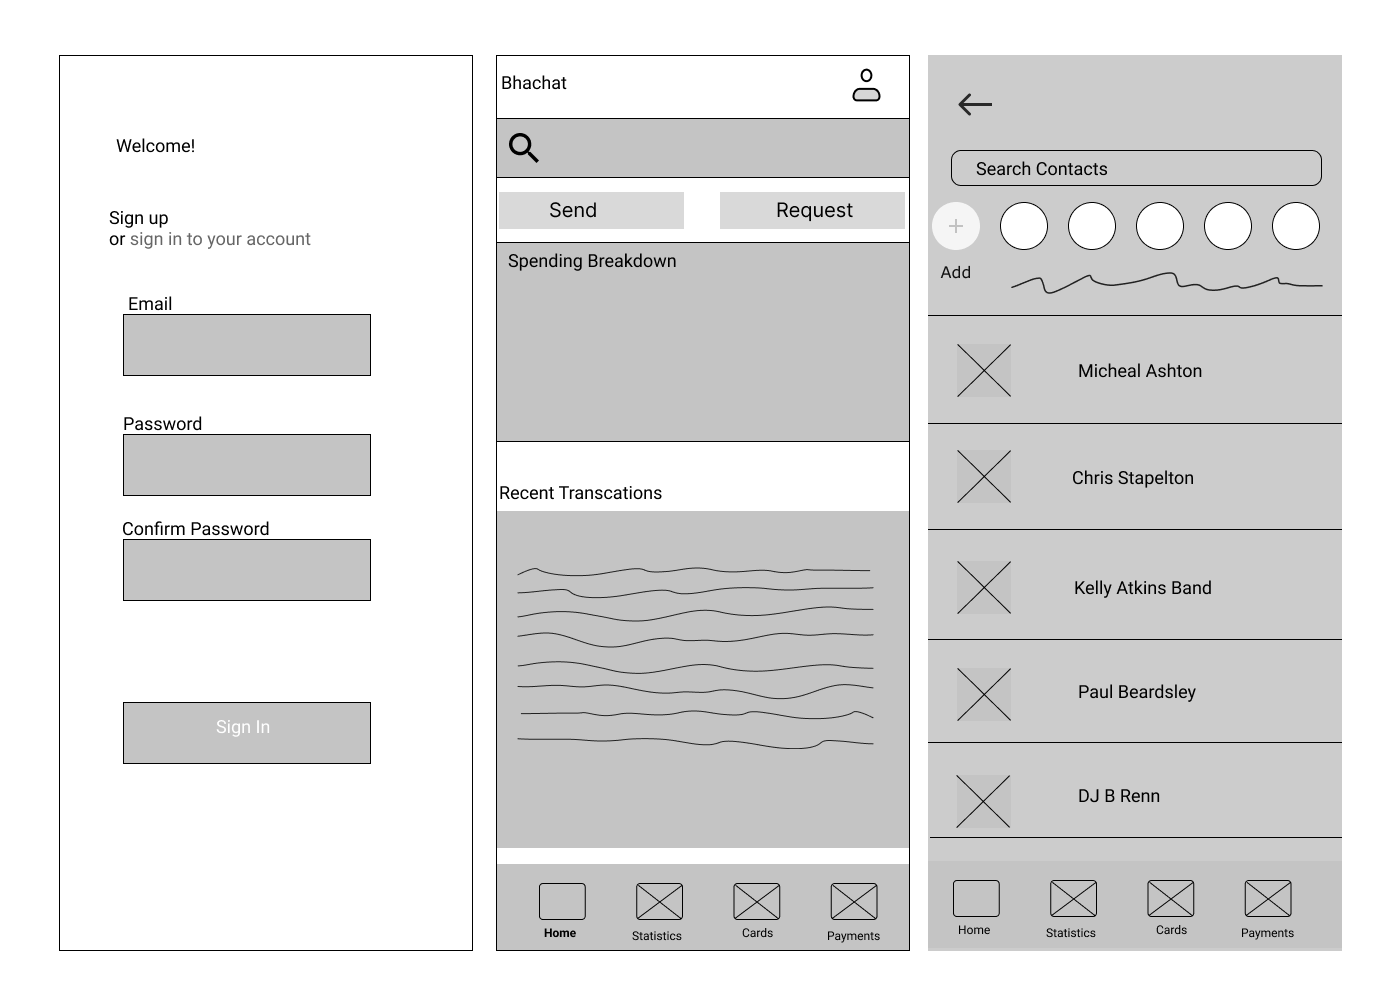 Welcome!
Sign up
or sign in to your account
Email
Password
Confirm Password
Sign In
Bhachat
Send
Request
Spending Breakdown
Recent Transcations
Home
Statistics
Cards
Payments
Search Contacts
Add
Micheal Ashton
Chris Stapelton
Kelly Atkins Band
Paul Beardsley
DJ B Renn
Home
Statistics
Cards
Payments